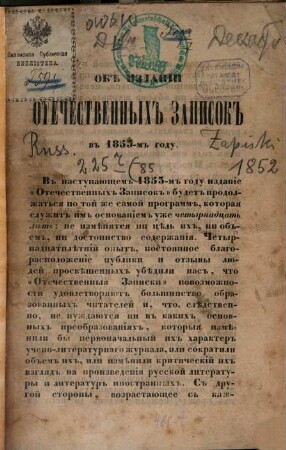 Библиотека.
ОБЪ ИЗДАНІИ
ОТЕЧЕСТВЕННЫХЪ ЗАПИСОКЪ
въ 1853-мъ году.
Zapiski
Russ.
225
(85
1852
Въ наступающемъ 1853-мъ году изданіе
«Отечественныхъ Записокъ» будетъ продол-
жаться по той же самой программѣ, которая
служитъ имъ основаніемъ уже четырнадцать
лѣтъ: не измѣнятся ни цѣль ихъ, ни объ-
емъ, ни достоинство содержанія. Четыр-
надцатилѣтній опытъ, постоянное благо-
расположеніе публики и отзывы лю-
дей просвѣщенныхъ убѣдили насъ, что
«Отечественныя Записки» повозможности
удовлетворяютъ большинство обра-
зованныхъ читателей и, что, слѣдствен-
но, не нуждаются ни въ какихъ основ-
ныхъ преобразованіяхъ, которыя измѣ-
нили бы первоначальный ихъ характеръ
учено-литературнаго журнала, или сократили
объемъ ихъ, или измѣнили критическій ихъ
взглядъ на произведенія русской литерату-
ры и литературъ иностранныхъ. Съ дру-
гой стороны, возрастающее съ каж-